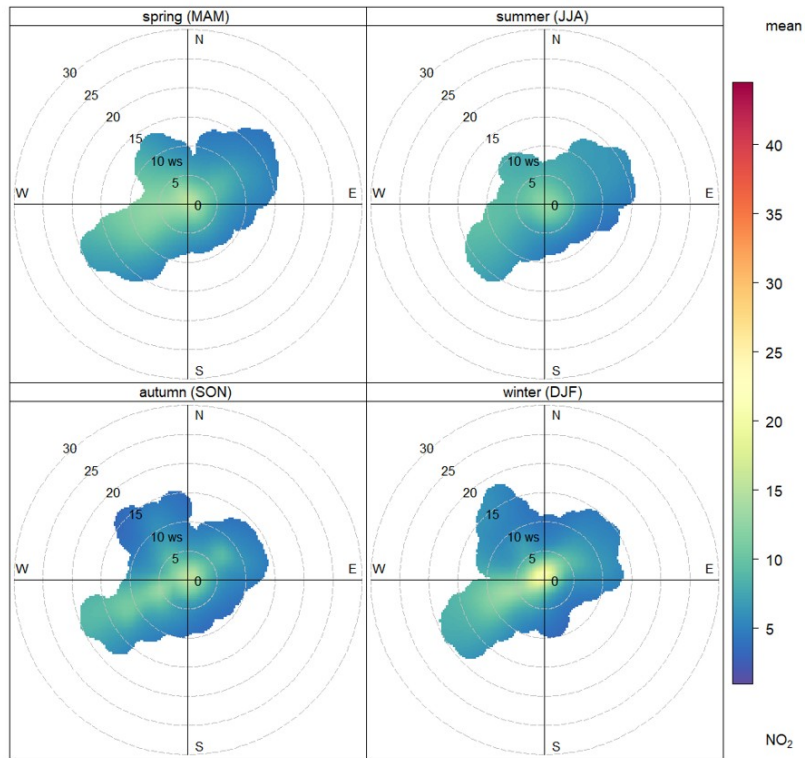 spring (MAM)
N
30
25
20
15
10 ws
5
0
W
E
S
summer (JJA)
N
30
25
20
15
10 ws
5
0
W
E
S
autumn (SON)
N
30
25
20
15
10 ws
5
0
W
E
S
winter (DJF)
N
30
25
20
15
10 ws
5
0
W
E
S
mean
40
35
30
25
20
15
10
5
NO₂